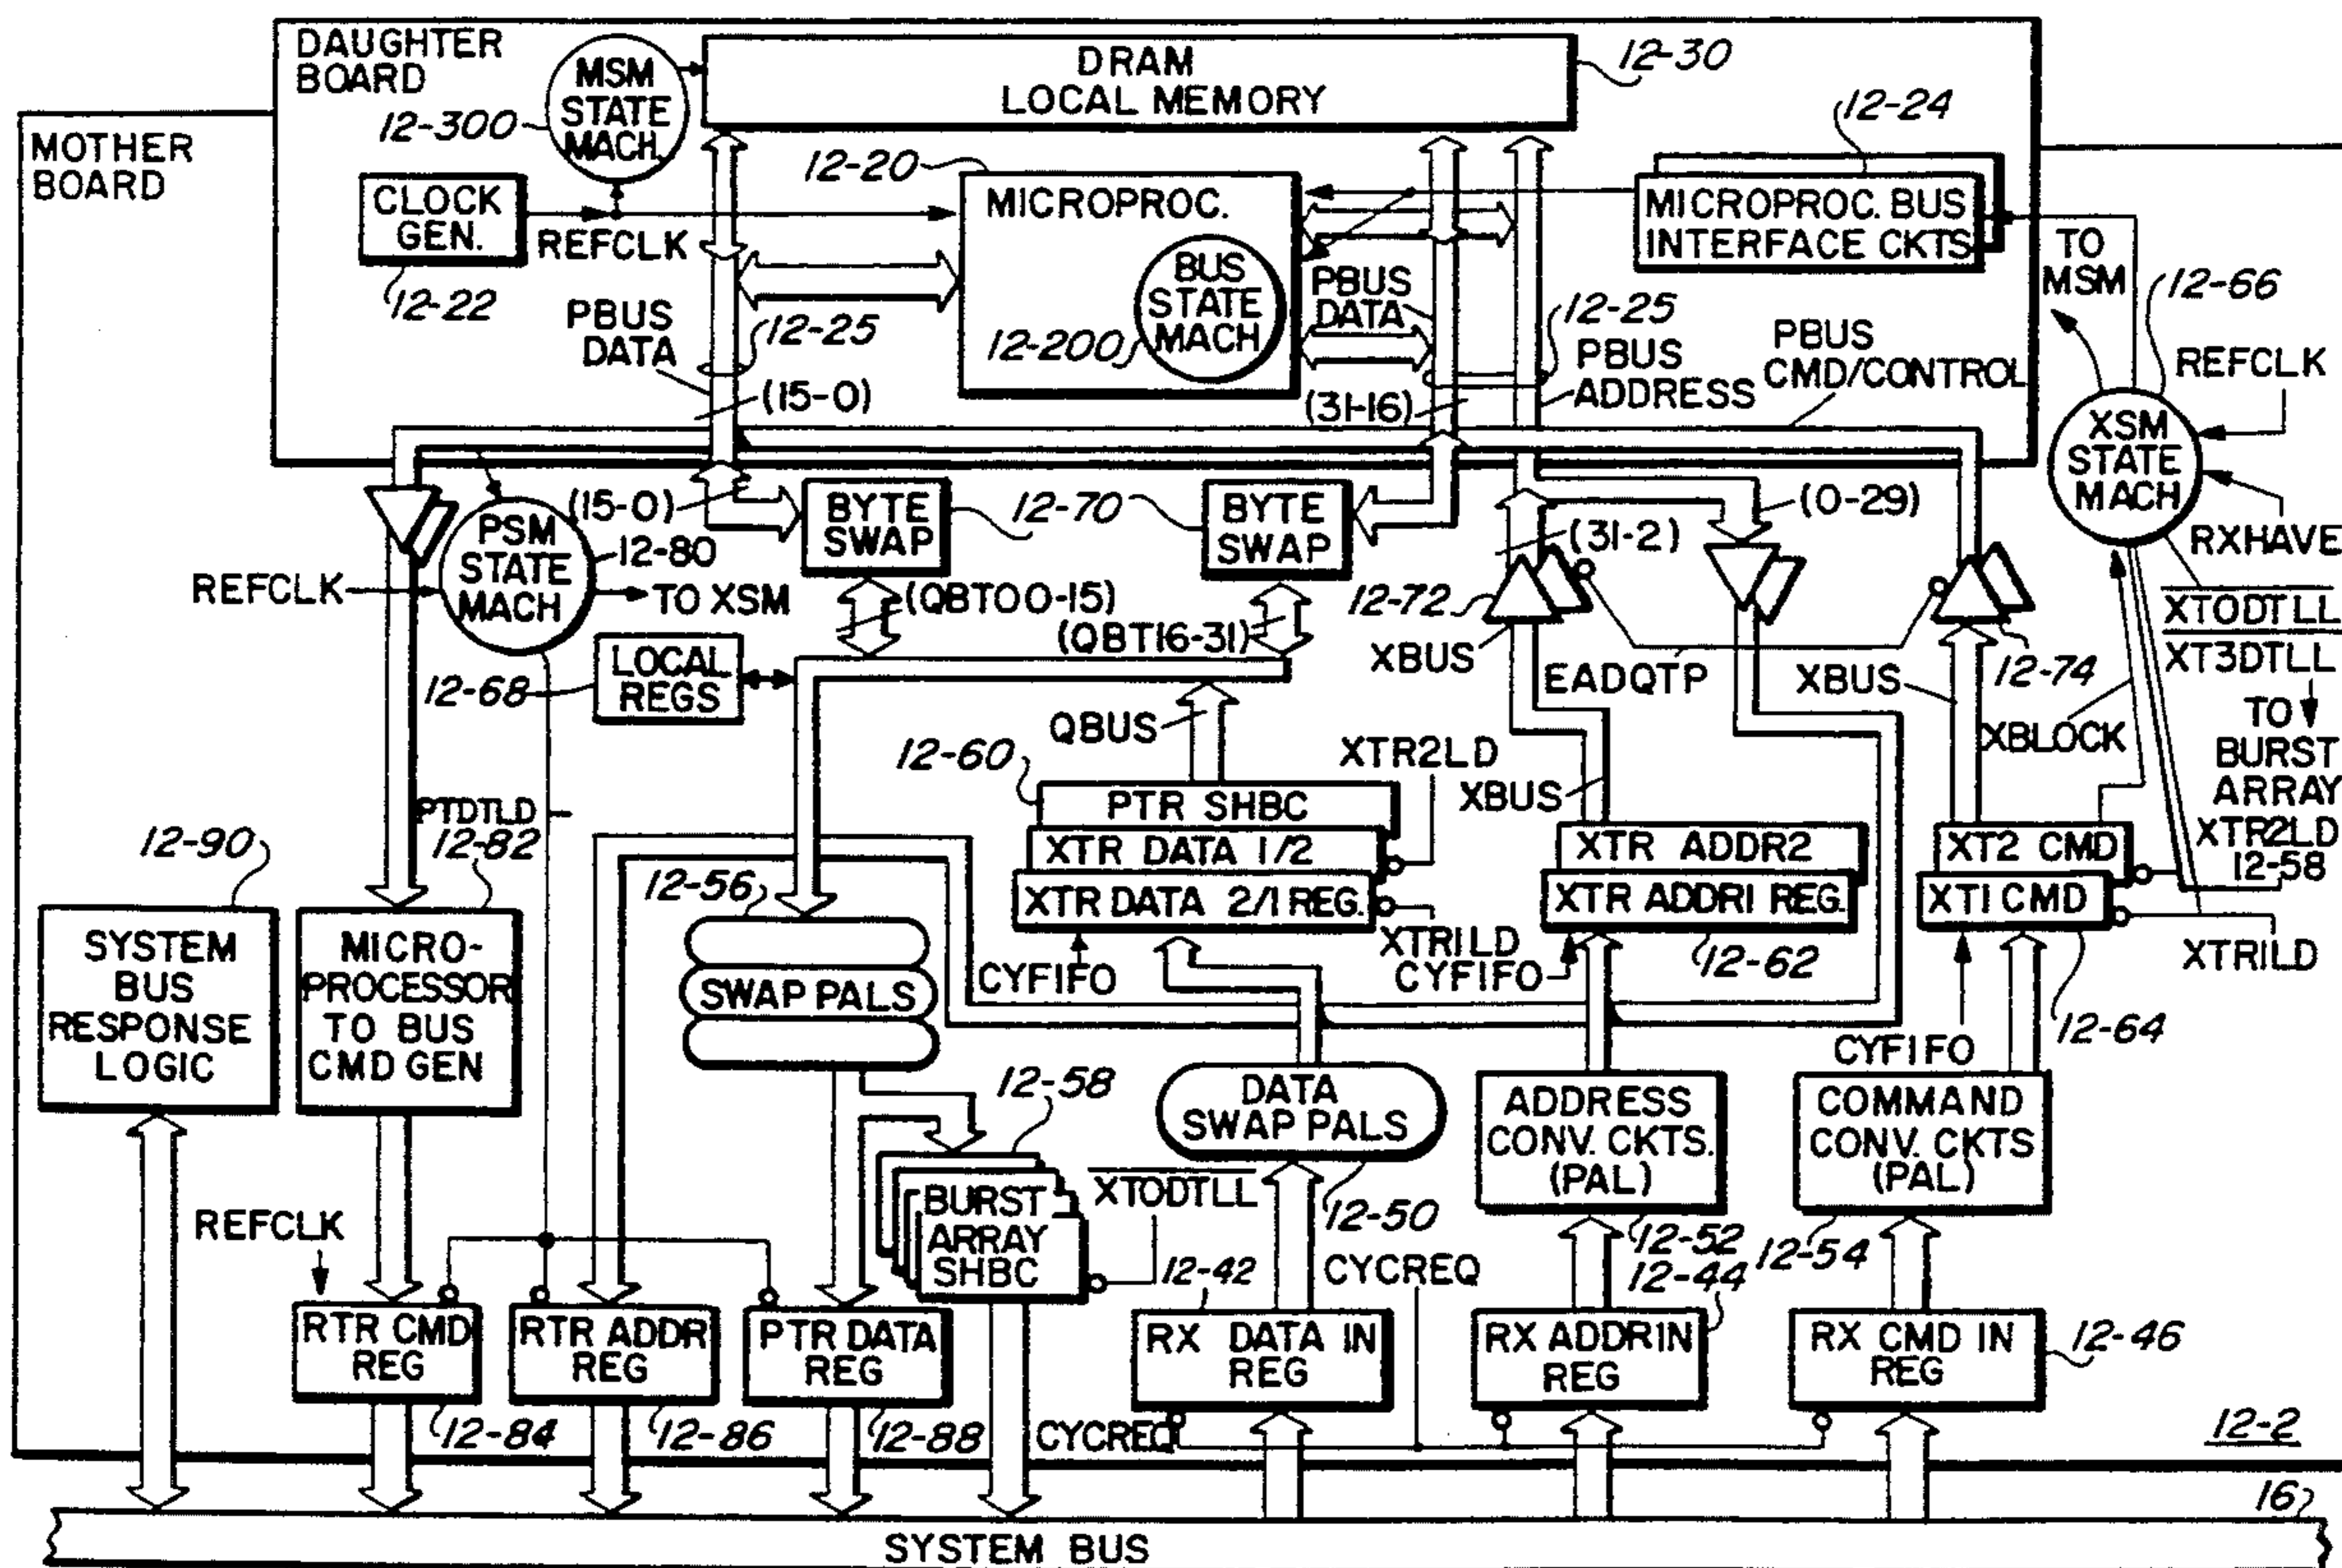 DAUGHTER
BOARD
MSM
STATE
MACH.
12-300
DRAM
LOCAL MEMORY
12-30
12-24
MOTHER
BOARD
CLOCK
GEN.
12-22
REFCLK
12-20
MICROPROC.
BUS
STATE
MACH
12-200
MICROPROC. BUS
INTERFACE CKTS
TO
MSM
12-66
PBUS
DATA
12-25
(15-0)
PBUS
DATA
(31-16)
12-25
PBUS
ADDRESS
PBUS
CMD/CONTROL
REFCLK
XSM
STATE
MACH
RXHAVE
XTODTLL
XT3DTLL
TO
BURST
ARRAY
XTR2LD
12-58
REFCLK
PSM
STATE
MACH
12-80
TO XSM
(15-0)
BYTE
SWAP
12-70
BYTE
SWAP
(QBT00-15)
(QBT16-31)
(31-2)
(0-29)
12-72
XBUS
EADQTP
XBUS
12-74
XBLOCK
LOCAL
REGS
12-68
QBUS
12-60
XTR2LD
XBUS
PTDTLD
12-82
12-90
PTR SHBC
XTR DATA 1/2
XTR DATA 2/1 REG.
XTR ADDR2
XTR ADDR1 REG.
XT2 CMD
XT1 CMD
12-56
SYSTEM
BUS
RESPONSE
LOGIC
MICRO-
PROCESSOR
TO BUS
CMD GEN
SWAP PALS
CYFIFO
XTR1LD
CYFIFO
12-62
XTR1LD
CYFIFO
12-64
12-58
DATA
SWAP PALS
12-50
ADDRESS
CONV. CKTS.
(PAL)
12-52
COMMAND
CONV. CKTS
(PAL)
12-54
REFCLK
BURST
ARRAY
SHBC
XTODTLL
12-42
CYCREQ
12-44
RTR CMD
REG
12-84
RTR ADDR
REG
12-86
PTR DATA
REG
12-88
CYCREQ
RX DATA IN
REG
RX ADDR IN
REG
RX CMD IN
REG
12-46
12-2
16
SYSTEM BUS